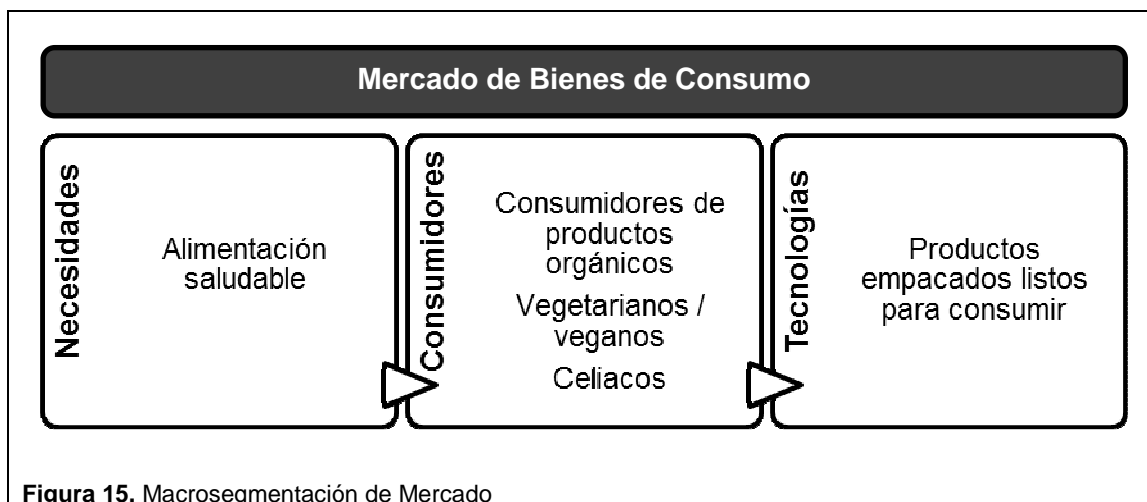 Mercado de Bienes de Consumo
Necesidades
Alimentación
saludable
Consumidores
Consumidores de
productos
orgánicos
Vegetarianos /
veganos
Celiacos
Tecnologías
Productos
empacados listos
para consumir
Figura 15. Macrosegmentación de Mercado